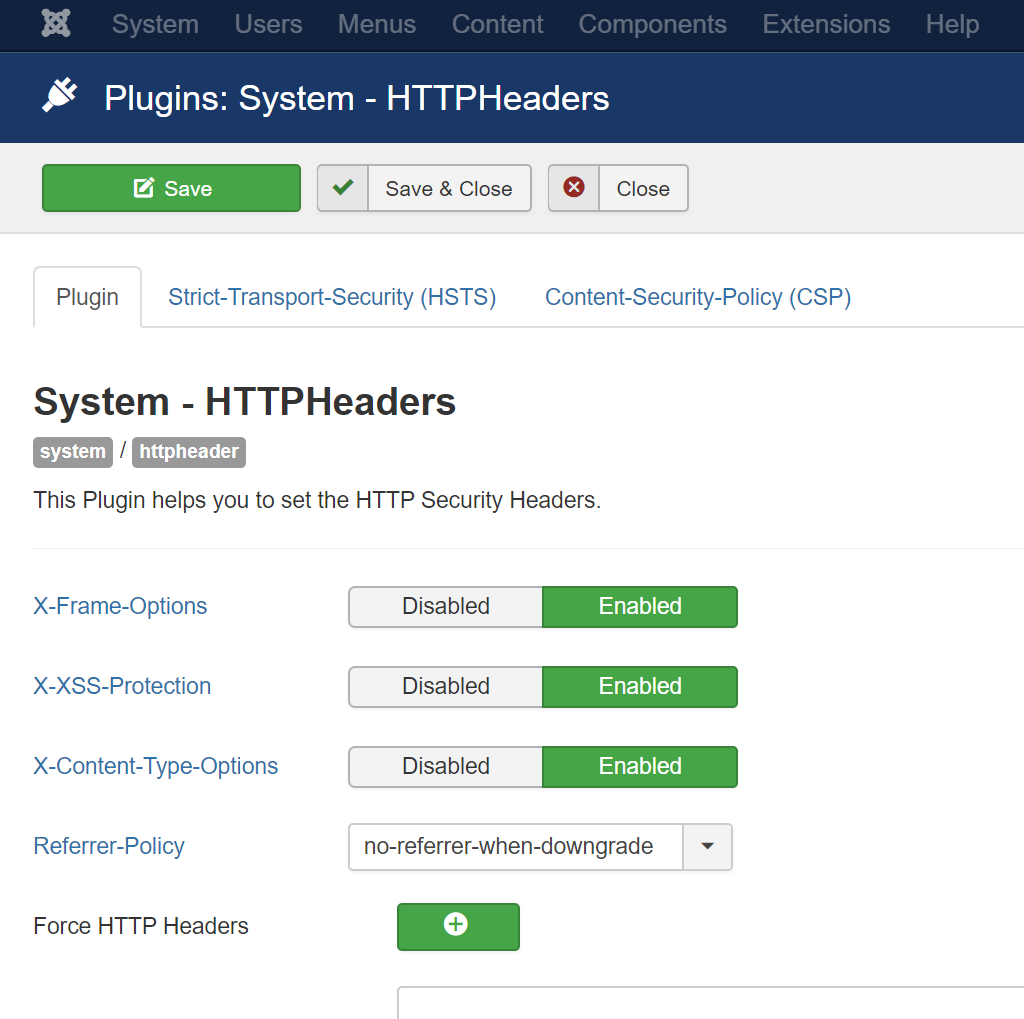 System Users Menus Content Components Extensions Help
Plugins: System - HTTPHeaders
Save Save & Close Close
Plugin Strict-Transport-Security (HSTS) Content-Security-Policy (CSP)
System - HTTPHeaders
system / httpheader
This Plugin helps you to set the HTTP Security Headers.
X-Frame-Options Disabled Enabled
X-XSS-Protection Disabled Enabled
X-Content-Type-Options Disabled Enabled
Referrer-Policy no-referrer-when-downgrade
Force HTTP Headers